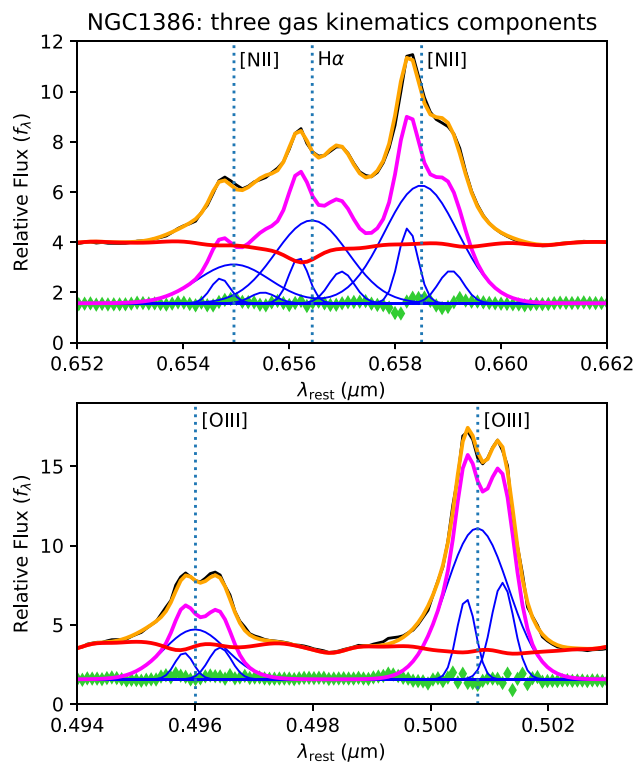 NGC1386: three gas kinematics components
12
10
8
6
4
2
0
Relative Flux (fλ)
[NII]
Hα
[NII]
0.652
0.654
0.656
0.658
0.660
0.662
λrest (μm)
15
10
5
0
Relative Flux (fλ)
[OIII]
[OIII]
0.494
0.496
0.498
0.500
0.502
λrest (μm)